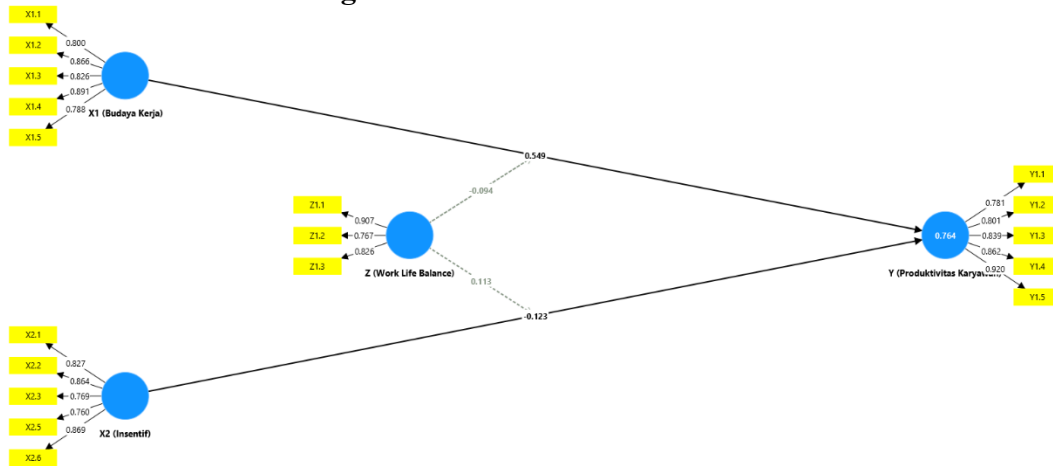 X1.1
X1.2
X1.3
X1.4
X1.5
0.800
0.866
0.826
0.891
0.788
X1 (Budaya Kerja)
0.549
-0.094
Z1.1
Z1.2
Z1.3
0.907
0.767
0.826
Z (Work Life Balance)
0.113
-0.123
Y1.1
Y1.2
Y1.3
Y1.4
Y1.5
0.781
0.801
0.839
0.862
0.920
0.764
Y (Produktivitas
X2.1
X2.2
X2.3
X2.5
X2.6
0.827
0.864
0.769
0.760
0.869
X2 (Insentif)